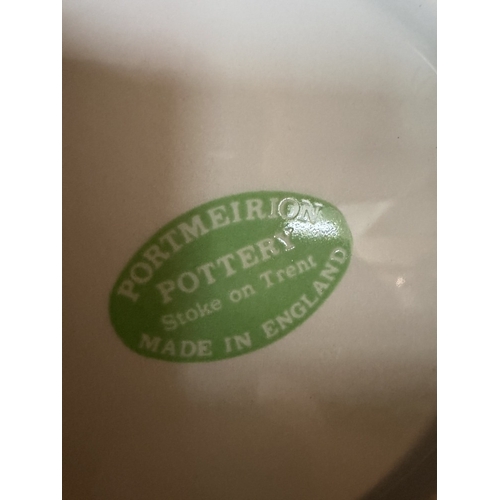 PORTMEIRION
POTTERY
Stoke on Trent
MADE IN ENGLAND